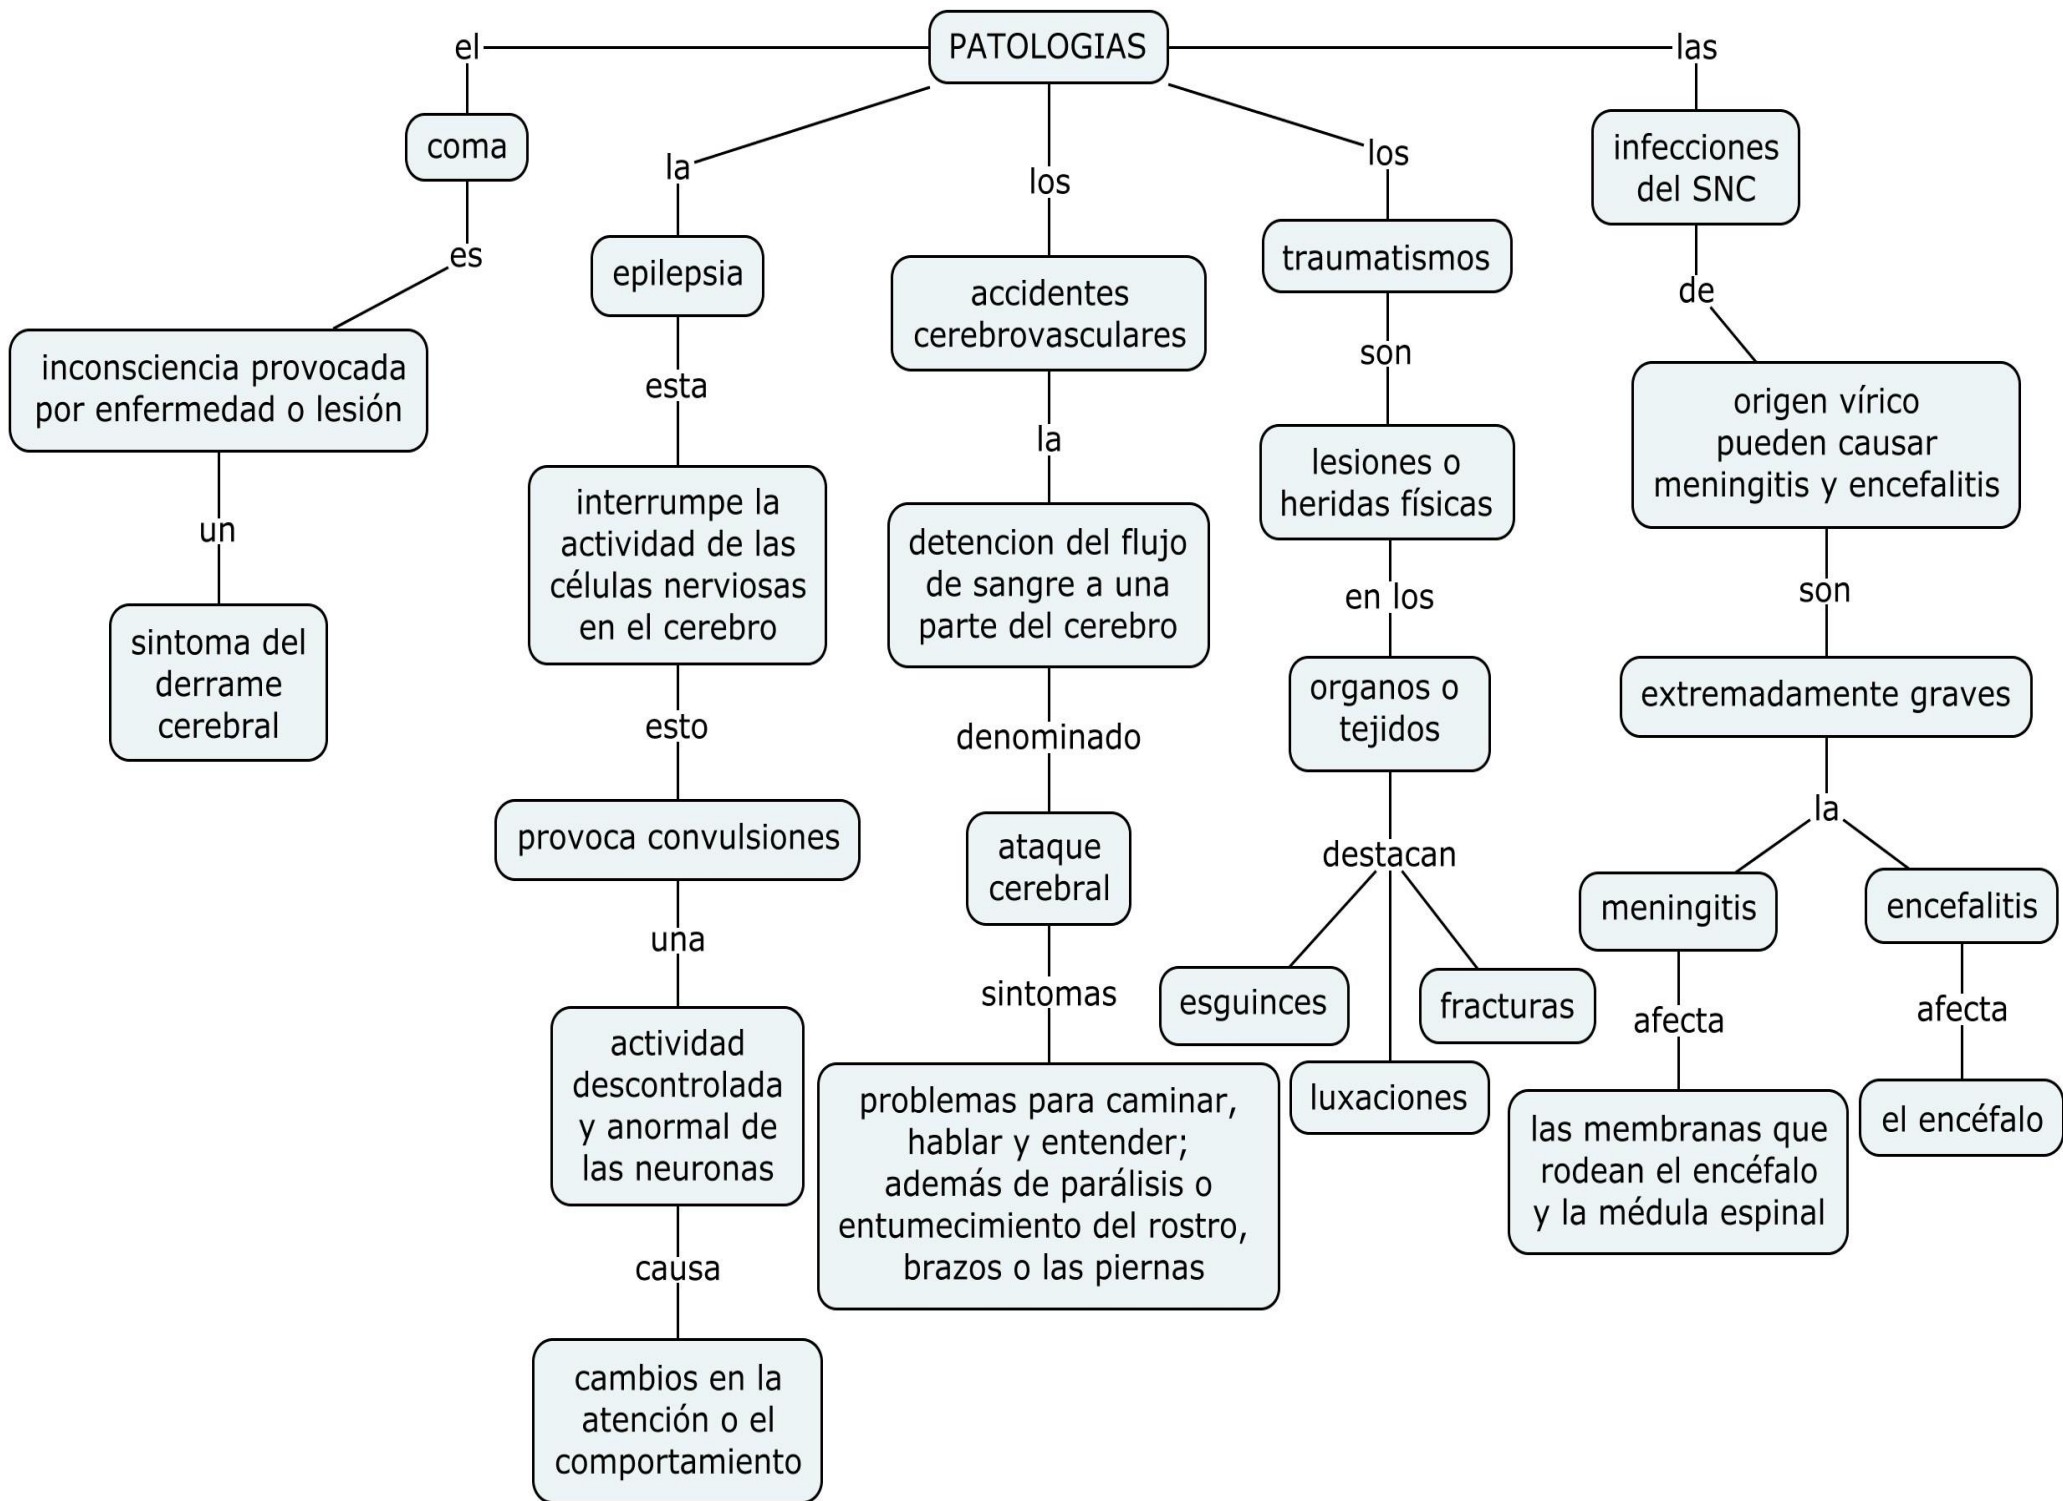 PATOLOGIAS
el
coma
es
inconsciencia provocada
por enfermedad o lesión
un
sintoma del
derrame
cerebral
la
epilepsia
esta
interrumpe la
actividad de las
células nerviosas
en el cerebro
esto
provoca convulsiones
una
actividad
descontrolada
y anormal de
las neuronas
causa
cambios en la
atención o el
comportamiento
los
accidentes
cerebrovasculares
la
detencion del flujo
de sangre a una
parte del cerebro
denominado
ataque
cerebral
sintomas
problemas para caminar,
hablar y entender;
además de parálisis o
entumecimiento del rostro,
brazos o las piernas
los
traumatismos
son
lesiones o
heridas físicas
en los
organos o
tejidos
destacan
esguinces
luxaciones
fracturas
las
infecciones
del SNC
de
origen vírico
pueden causar
meningitis y encefalitis
son
extremadamente graves
la
meningitis
afecta
las membranas que
rodean el encéfalo
y la médula espinal
encefalitis
afecta
el encéfalo